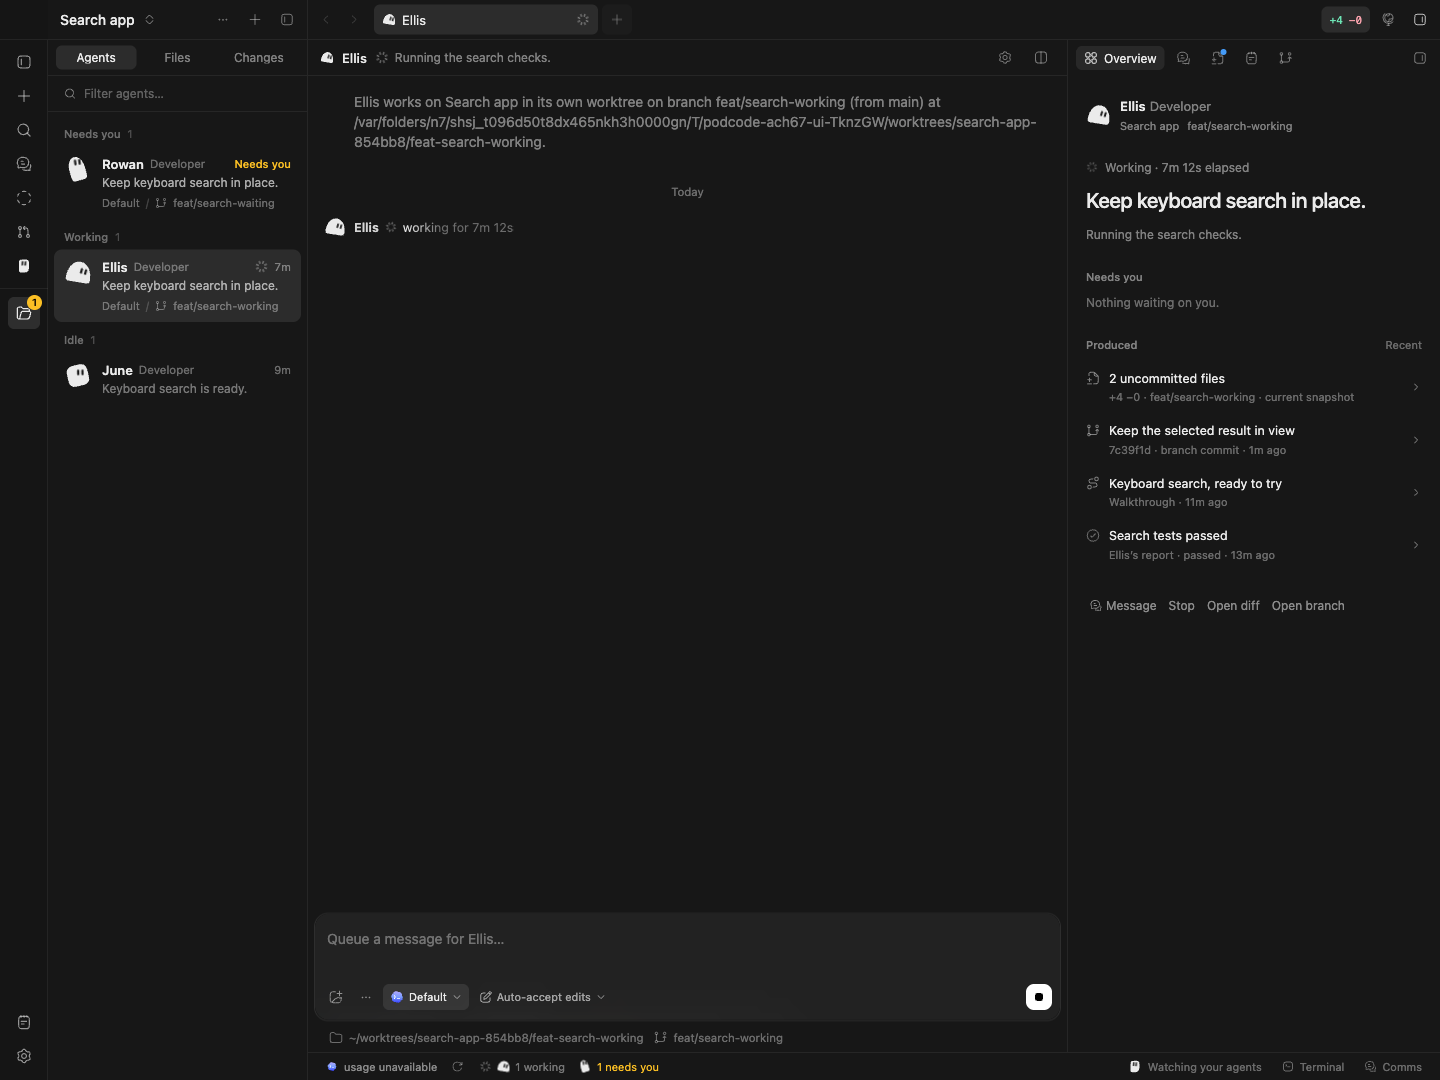 Search app
Ellis
+4 −0
Agents
Files
Changes
Filter agents...
Needs you 1
Rowan Developer Needs you
Keep keyboard search in place.
Default / feat/search-waiting
Working 1
Ellis Developer 7m
Keep keyboard search in place.
Default / feat/search-working
Idle 1
June Developer 9m
Keyboard search is ready.
1
Ellis Running the search checks.
Ellis works on Search app in its own worktree on branch feat/search-working (from main) at
/var/folders/n7/shsj_t096d50t8dx465nkh3h0000gn/T/podcode-ach67-ui-TknzGW/worktrees/search-app-
854bb8/feat-search-working.
Today
Ellis working for 7m 12s
Queue a message for Ellis...
Default
Auto-accept edits
~/worktrees/search-app-854bb8/feat-search-working feat/search-working
Overview
Ellis Developer
Search app feat/search-working
Working · 7m 12s elapsed
Keep keyboard search in place.
Running the search checks.
Needs you
Nothing waiting on you.
Produced Recent
2 uncommitted files
+4 −0 · feat/search-working · current snapshot
Keep the selected result in view
7c39f1d · branch commit · 1m ago
Keyboard search, ready to try
Walkthrough · 11m ago
Search tests passed
Ellis's report · passed · 13m ago
Message Stop Open diff Open branch
usage unavailable
1 working
1 needs you
Watching your agents
Terminal
Comms